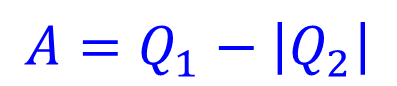 A = Q₁ − |Q₂|